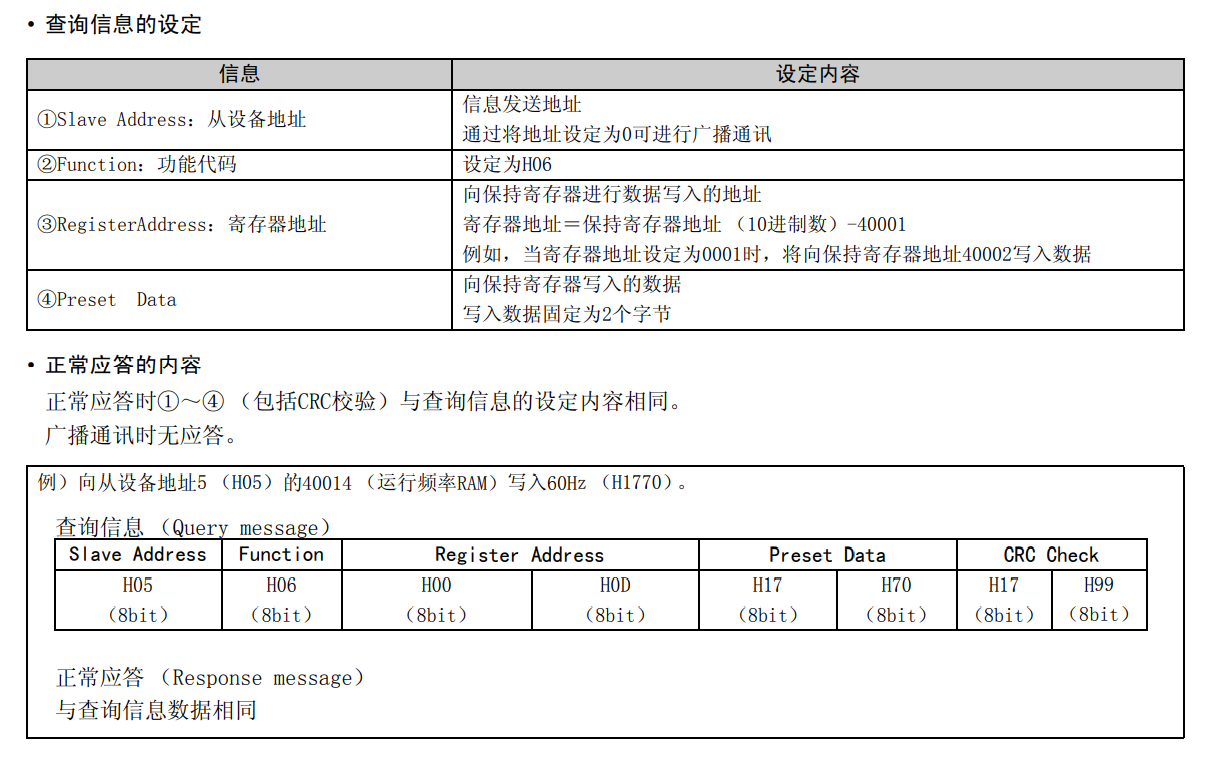 • 查询信息的设定
信息 设定内容
①Slave Address：从设备地址
信息发送地址
通过将地址设定为0可进行广播通讯
②Function：功能代码
设定为H06
③RegisterAddress：寄存器地址
向保持寄存器进行数据写入的地址
寄存器地址＝保持寄存器地址 （10进制数）-40001
例如，当寄存器地址设定为0001时，将向保持寄存器地址40002写入数据
④Preset Data
向保持寄存器写入的数据
写入数据固定为2个字节
• 正常应答的内容
正常应答时①～④ （包括CRC校验）与查询信息的设定内容相同。
广播通讯时无应答。
例）向从设备地址5 （H05）的40014 （运行频率RAM）写入60Hz （H1770）。
查询信息 （Query message）
Slave Address Function Register Address Preset Data CRC Check
H05 H06 H00 H0D H17 H70 H17 H99
（8bit） （8bit） （8bit） （8bit） （8bit） （8bit） （8bit） （8bit）
正常应答 （Response message）
与查询信息数据相同